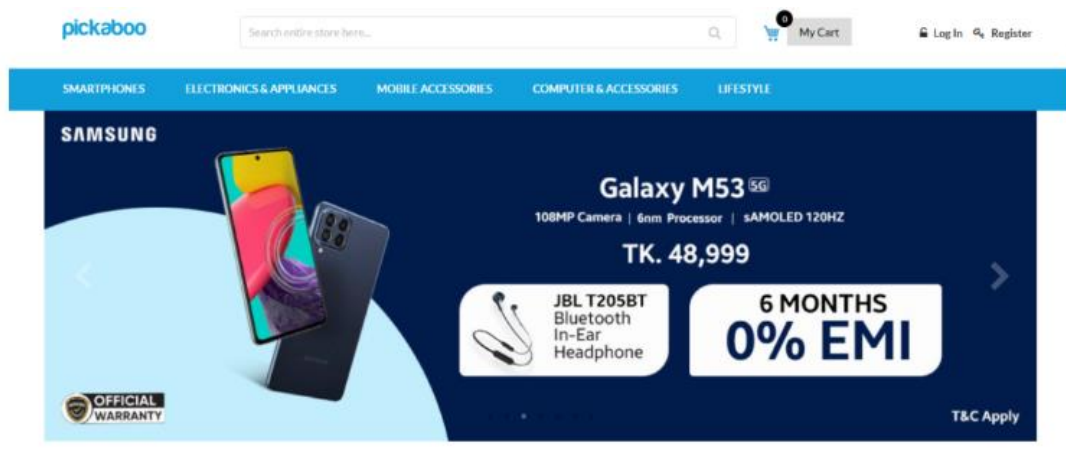 pickaboo
Search entire store here...
0
My Cart
Log In
Register
SMARTPHONES
ELECTRONICS & APPLIANCES
MOBILE ACCESSORIES
COMPUTER & ACCESSORIES
LIFESTYLE
SAMSUNG
Galaxy M53 5G
108MP Camera | 6nm Processor | sAMOLED 120HZ
TK. 48,999
JBL T205BT
Bluetooth
In-Ear
Headphone
6 MONTHS
0% EMI
OFFICIAL
WARRANTY
T&C Apply
SAMSUNG